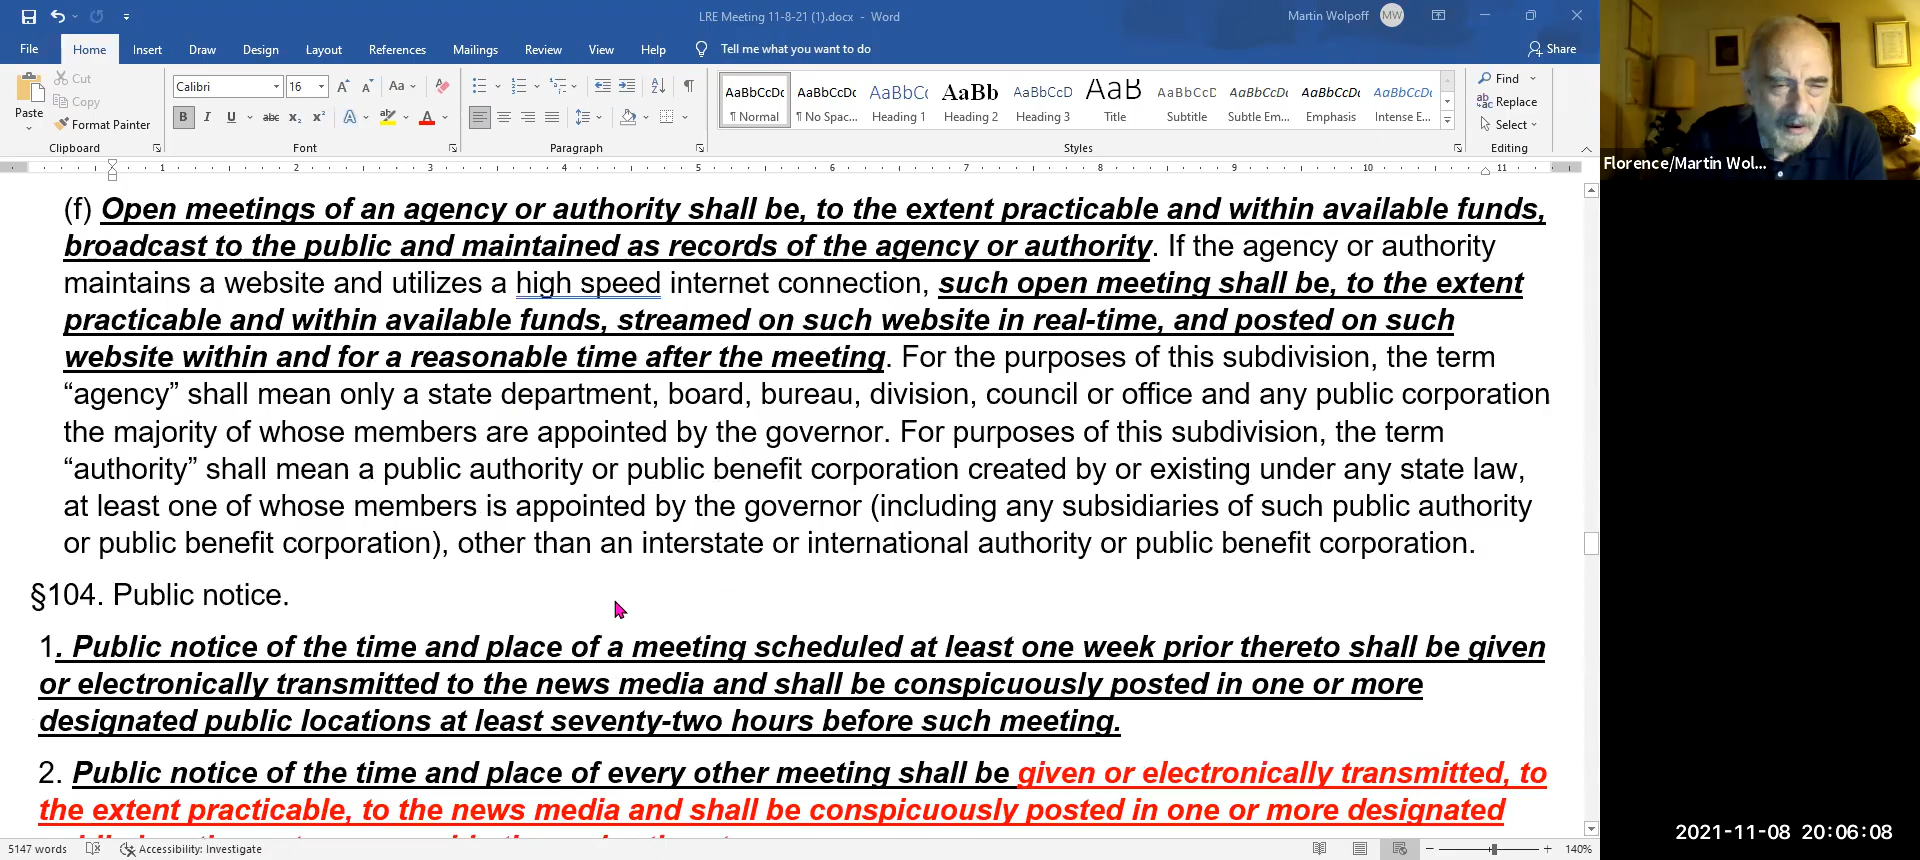 LRE Meeting 11-8-21 (1).docx - Word
Martin Wolpoff MW
File Home Insert Draw Design Layout References Mailings Review View Help Tell me what you want to do Share
Paste Cut Copy Format Painter
Calibri 16 Aa
B I U abc x₂ x² A A
AaBbCcDc AaBbCcDc AaBbCc AaBb AaBbCcD AaB AaBbCcD AaBbCcDc AaBbCcDc AaBbCcDc
¶ Normal ¶ No Spac... Heading 1 Heading 2 Heading 3 Title Subtitle Subtle Em... Emphasis Intense E...
Find Replace Select
Clipboard Font Paragraph Styles Editing
1 2 3 4 5 6 7 8 9 10 11
Florence/Martin Wol...
(f) Open meetings of an agency or authority shall be, to the extent practicable and within available funds,
broadcast to the public and maintained as records of the agency or authority. If the agency or authority
maintains a website and utilizes a high speed internet connection, such open meeting shall be, to the extent
practicable and within available funds, streamed on such website in real-time, and posted on such
website within and for a reasonable time after the meeting. For the purposes of this subdivision, the term
“agency” shall mean only a state department, board, bureau, division, council or office and any public corporation
the majority of whose members are appointed by the governor. For purposes of this subdivision, the term
“authority” shall mean a public authority or public benefit corporation created by or existing under any state law,
at least one of whose members is appointed by the governor (including any subsidiaries of such public authority
or public benefit corporation), other than an interstate or international authority or public benefit corporation.
§104. Public notice.
1. Public notice of the time and place of a meeting scheduled at least one week prior thereto shall be given
or electronically transmitted to the news media and shall be conspicuously posted in one or more
designated public locations at least seventy-two hours before such meeting.
2. Public notice of the time and place of every other meeting shall be given or electronically transmitted, to
the extent practicable, to the news media and shall be conspicuously posted in one or more designated
5147 words Accessibility: Investigate 140%
2021-11-08 20:06:08